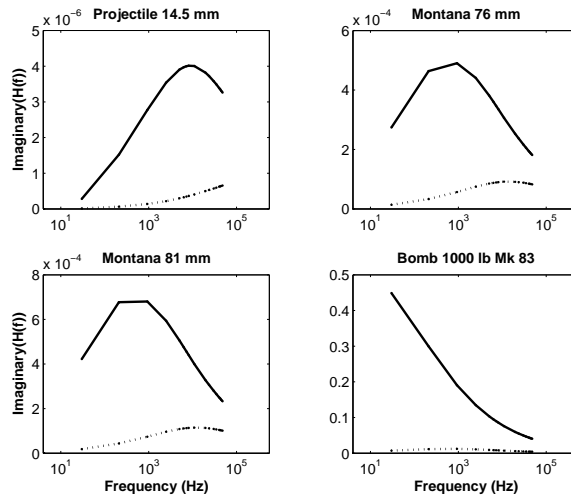 Projectile 14.5 mm
x 10^-6
Imaginary(H(f))
5
4
3
2
1
0
10^1 10^3 10^5
Montana 76 mm
x 10^-4
6
4
2
0
10^1 10^3 10^5
Montana 81 mm
x 10^-4
Imaginary(H(f))
8
6
4
2
0
10^1 10^3 10^5
Frequency (Hz)
Bomb 1000 lb Mk 83
0.5
0.4
0.3
0.2
0.1
0
10^1 10^3 10^5
Frequency (Hz)